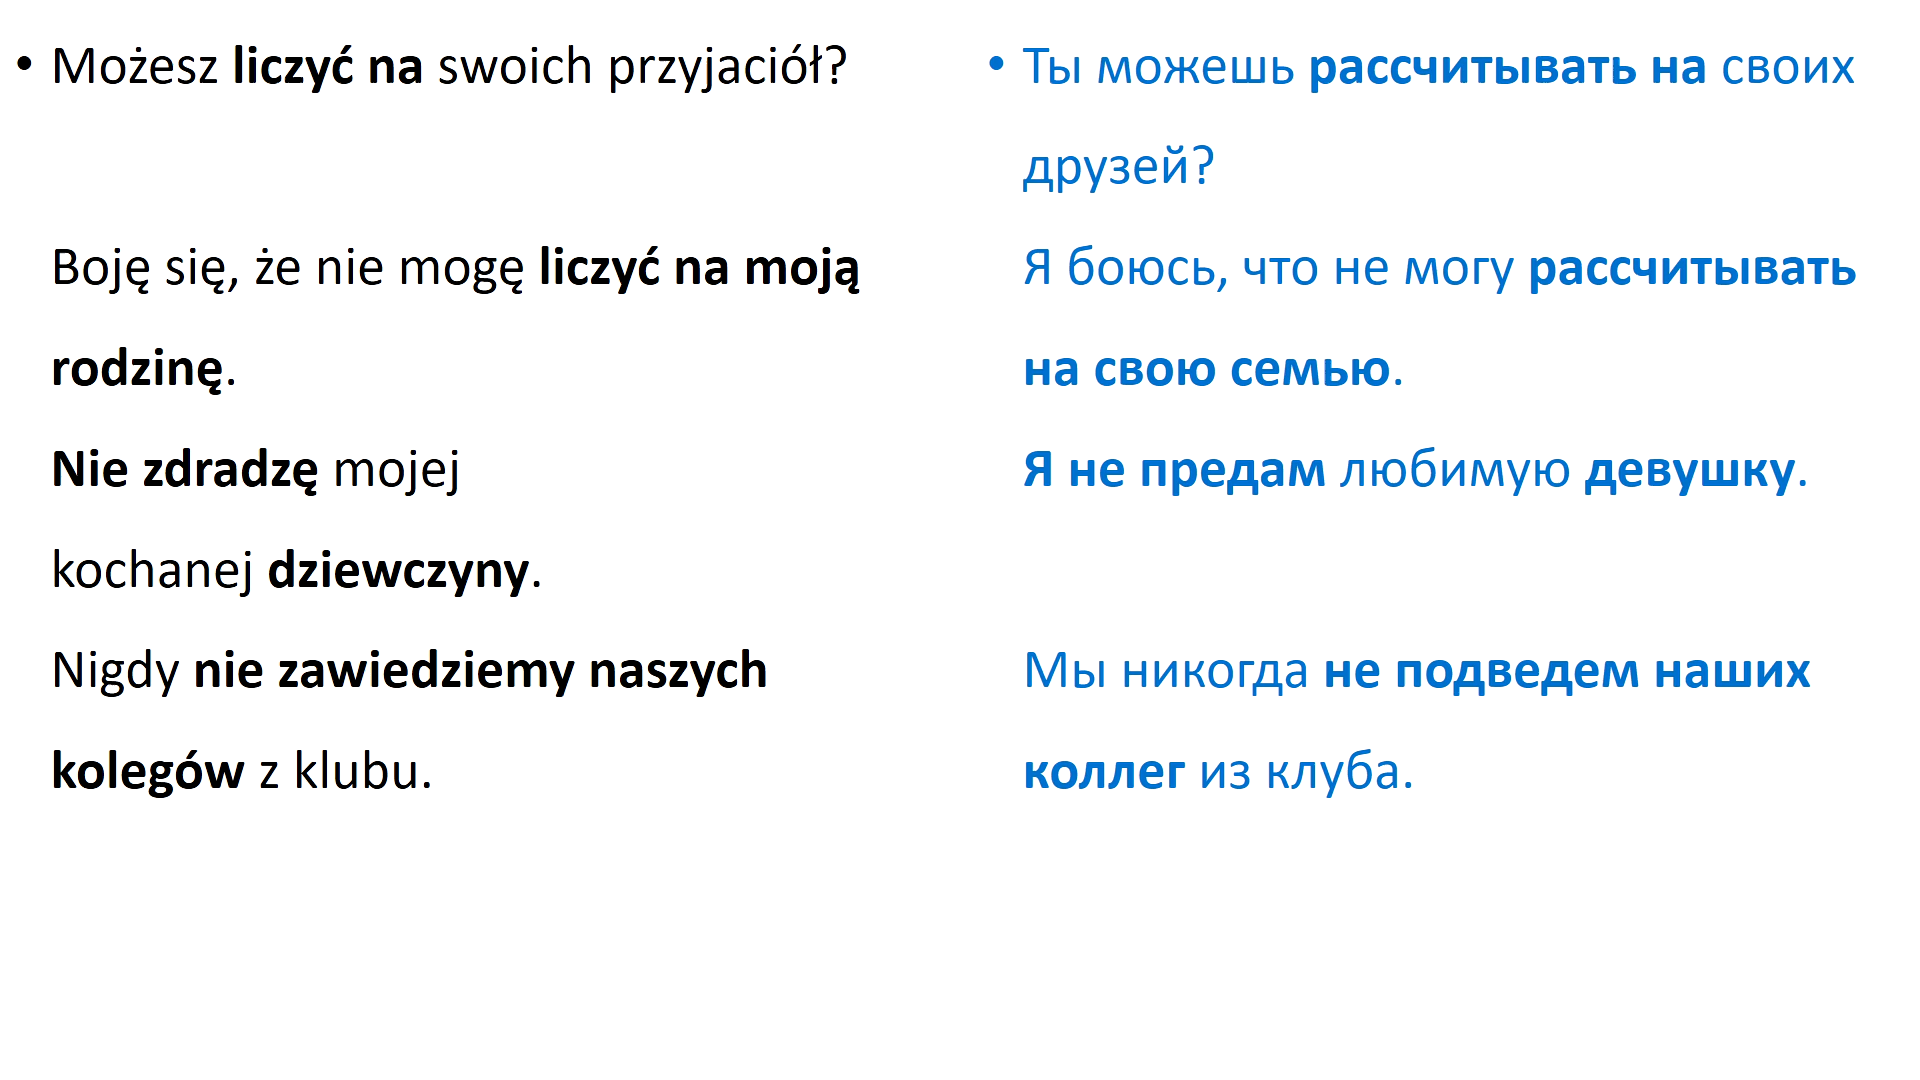 • Możesz liczyć na swoich przyjaciół?
Boję się, że nie mogę liczyć na moją
rodzinę.
Nie zdradzę mojej
kochanej dziewczyny.
Nigdy nie zawiedziemy naszych
kolegów z klubu.
• Ты можешь рассчитывать на своих
друзей?
Я боюсь, что не могу рассчитывать
на свою семью.
Я не предам любимую девушку.
Мы никогда не подведем наших
коллег из клуба.